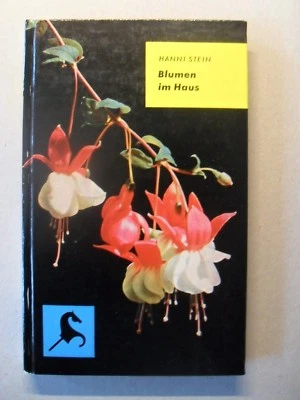 HANNI STEIN
Blumen
im Haus